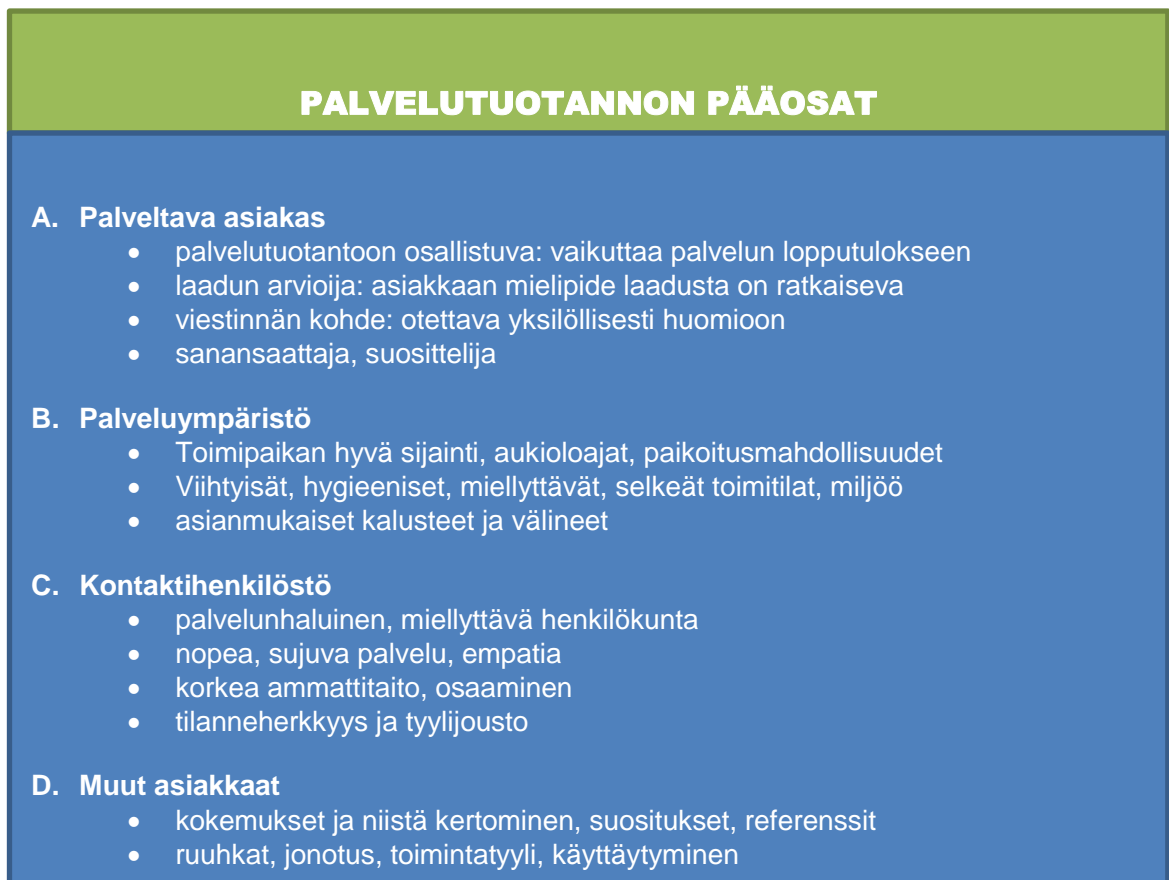 PALVELUTUOTANNON PÄÄOSAT
A. Palveltava asiakas
• palvelutuotantoon osallistuva: vaikuttaa palvelun lopputulokseen
• laadun arvioija: asiakkaan mielipide laadusta on ratkaiseva
• viestinnän kohde: otettava yksilöllisesti huomioon
• sanansaattaja, suosittelija
B. Palveluympäristö
• Toimipaikan hyvä sijainti, aukioloajat, paikoitusmahdollisuudet
• Viihtyisät, hygieeniset, miellyttävät, selkeät toimitilat, miljöö
• asianmukaiset kalusteet ja välineet
C. Kontaktihenkilöstö
• palvelunhaluinen, miellyttävä henkilökunta
• nopea, sujuva palvelu, empatia
• korkea ammattitaito, osaaminen
• tilanneherkkyys ja tyylijousto
D. Muut asiakkaat
• kokemukset ja niistä kertominen, suositukset, referenssit
• ruuhkat, jonotus, toimintatyyli, käyttäytyminen